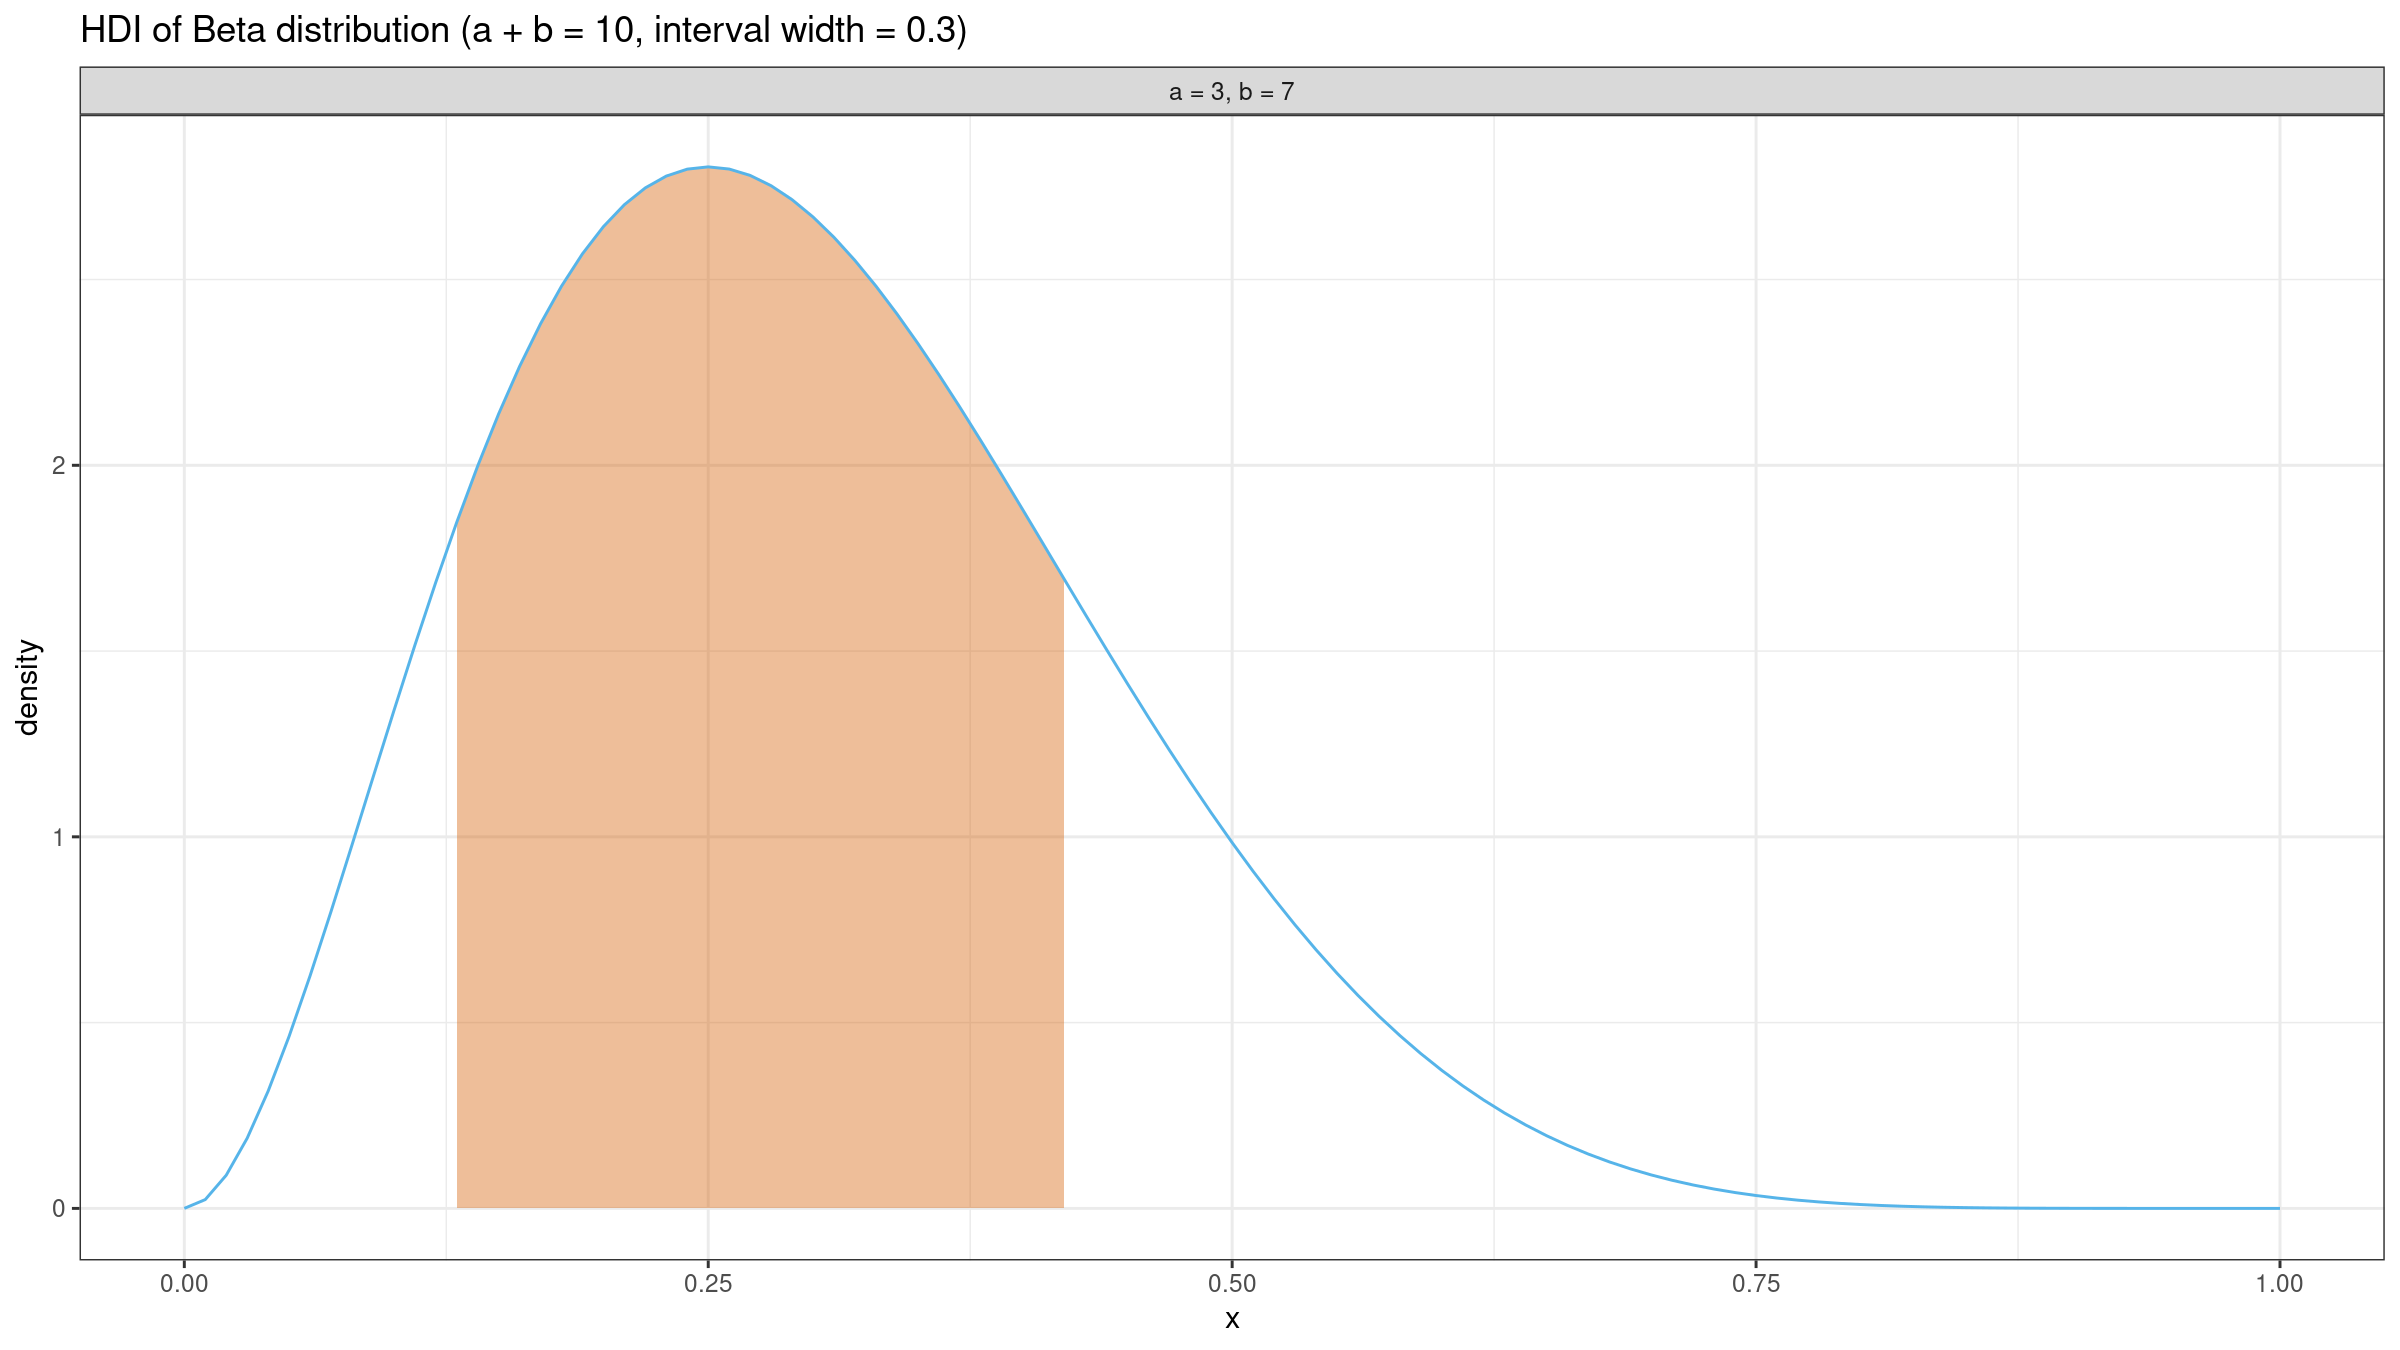 HDI of Beta distribution (a + b = 10, interval width = 0.3)
a = 3, b = 7
2
1
0
density
0.00 0.25 0.50 0.75 1.00
x